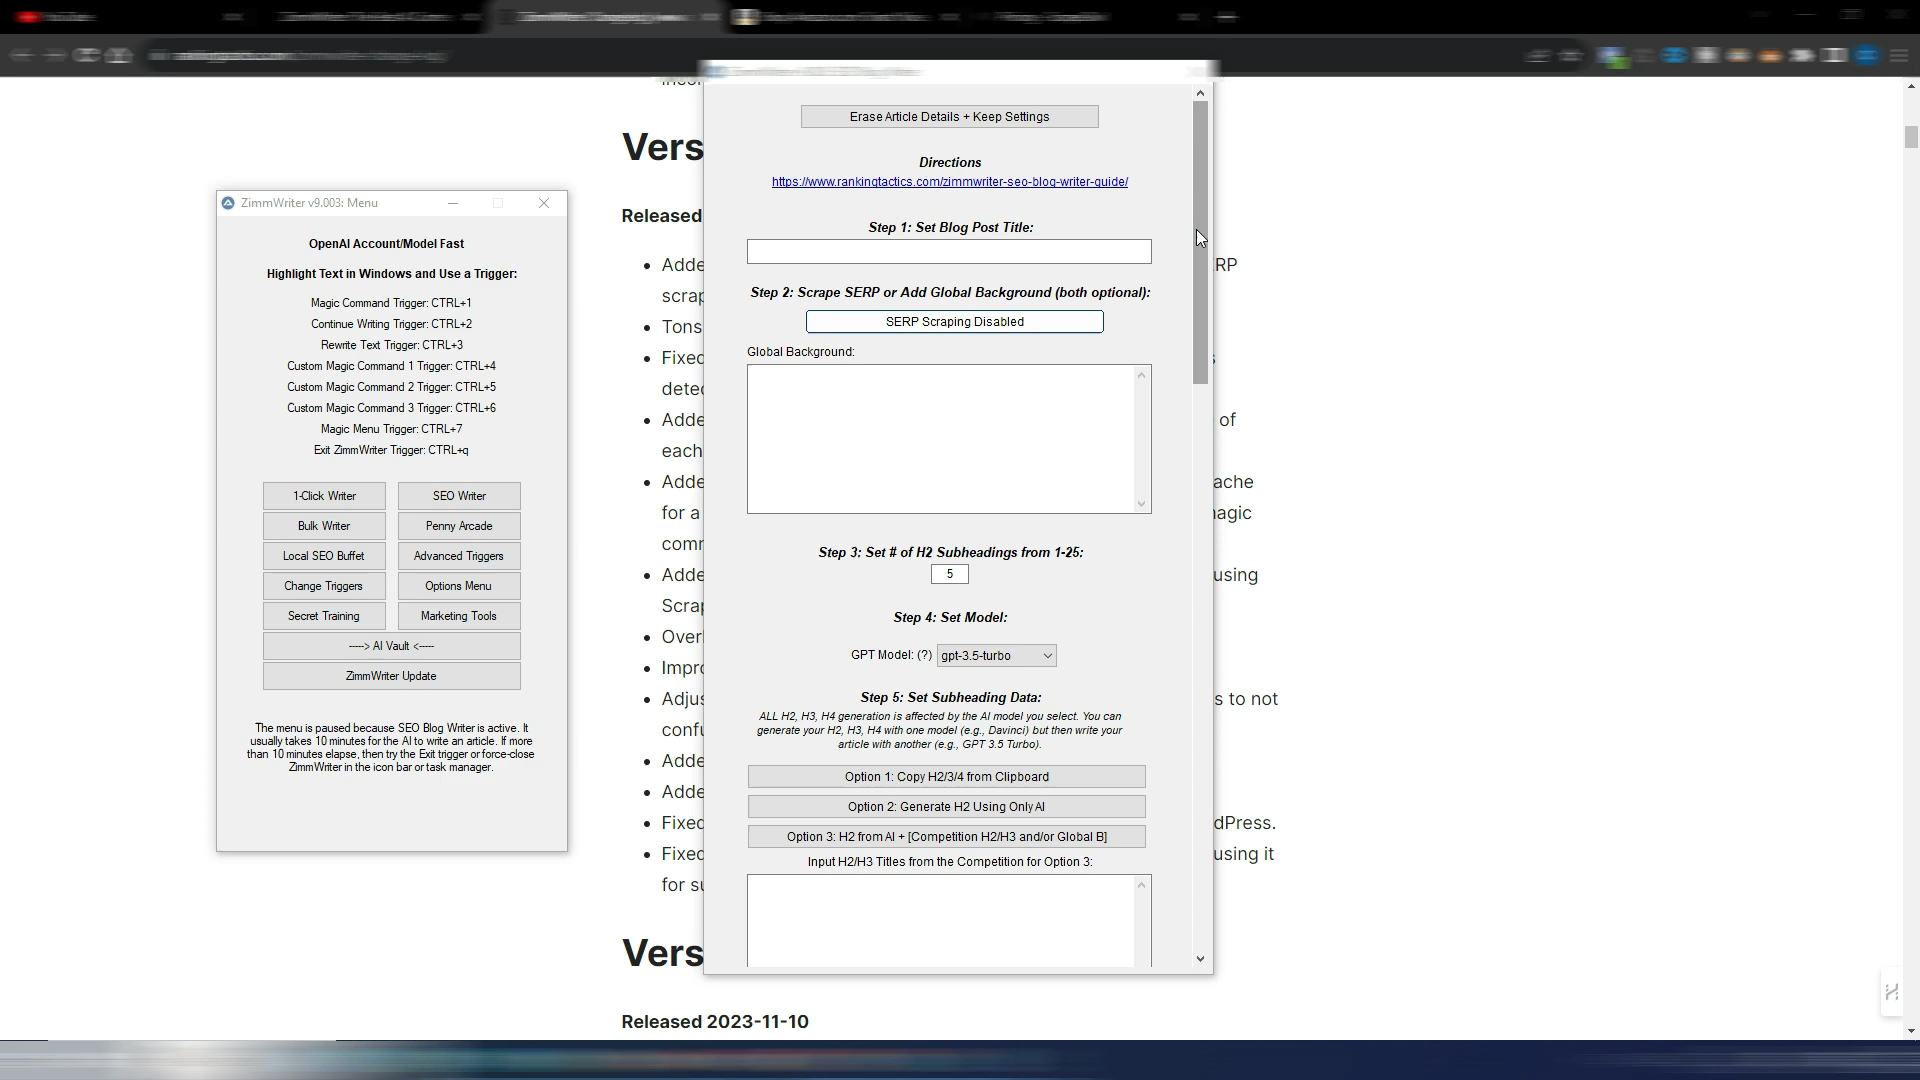 ZimmWriter v9.003: Menu
OpenAI Account/Model Fast
Highlight Text in Windows and Use a Trigger:
Magic Command Trigger: CTRL+1
Continue Writing Trigger: CTRL+2
Rewrite Text Trigger: CTRL+3
Custom Magic Command 1 Trigger: CTRL+4
Custom Magic Command 2 Trigger: CTRL+5
Custom Magic Command 3 Trigger: CTRL+6
Magic Menu Trigger: CTRL+7
Exit ZimmWriter Trigger: CTRL+q
1-Click Writer
SEO Writer
Bulk Writer
Penny Arcade
Local SEO Buffet
Advanced Triggers
Change Triggers
Options Menu
Secret Training
Marketing Tools
-----> AI Vault <-----
ZimmWriter Update
The menu is paused because SEO Blog Writer is active. It
usually takes 10 minutes for the AI to write an article. If more
than 10 minutes elapse, then try the Exit trigger or force-close
ZimmWriter in the icon bar or task manager.
Erase Article Details + Keep Settings
Directions
https://www.rankingtactics.com/zimmwriter-seo-blog-writer-guide/
Step 1: Set Blog Post Title:
Step 2: Scrape SERP or Add Global Background (both optional):
SERP Scraping Disabled
Global Background:
Step 3: Set # of H2 Subheadings from 1-25:
5
Step 4: Set Model:
GPT Model: (?) gpt-3.5-turbo
Step 5: Set Subheading Data:
ALL H2, H3, H4 generation is affected by the AI model you select. You can
generate your H2, H3, H4 with one model (e.g., Davinci) but then write your
article with another (e.g., GPT 3.5 Turbo).
Option 1: Copy H2/3/4 from Clipboard
Option 2: Generate H2 Using Only AI
Option 3: H2 from AI + [Competition H2/H3 and/or Global B]
Input H2/H3 Titles from the Competition for Option 3:
Vers
Released
Adde
RP
scrap
Tons
Fixed
detec
Adde
of
each
Adde
ache
for a
nagic
comm
Adde
using
Scrap
Over
Impro
Adjus
s to not
confu
Adde
Adde
Fixed
dPress.
Fixed
using it
for su
Vers
Released 2023-11-10